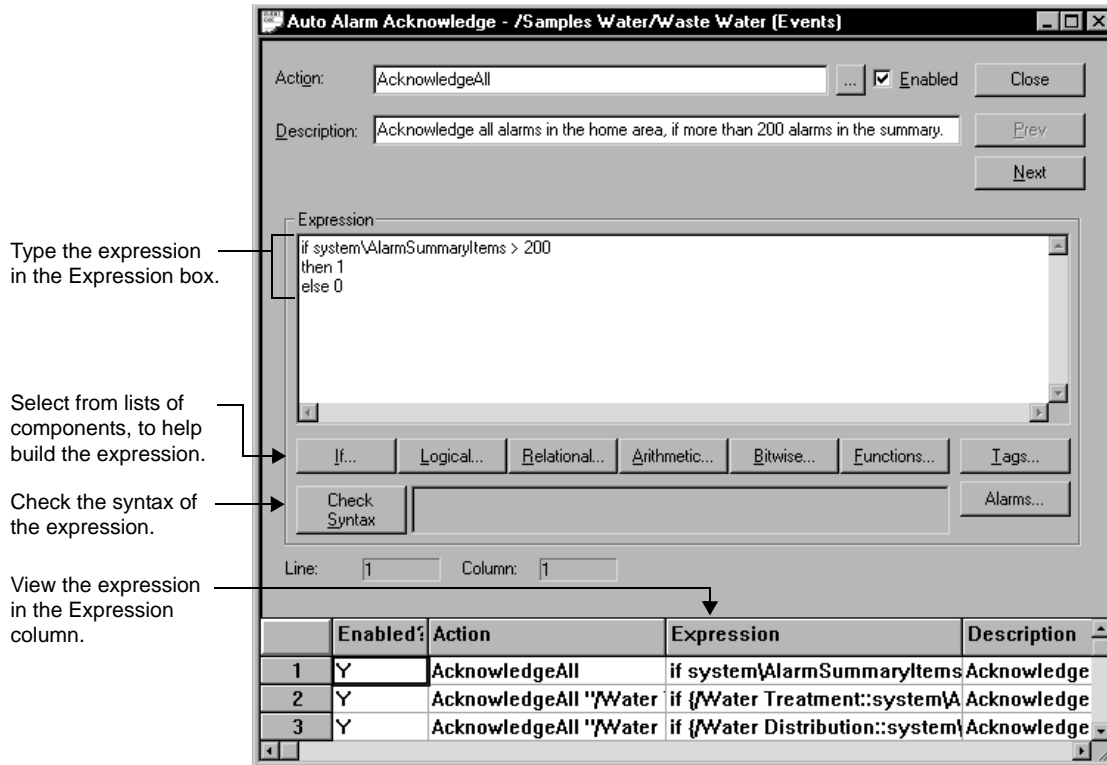 Auto Alarm Acknowledge - /Samples Water/Waste Water (Events)
Action: AcknowledgeAll ... Enabled Close
Description: Acknowledge all alarms in the home area, if more than 200 alarms in the summary. Prev
Next
Expression
Type the expression
in the Expression box.
if system\AlarmSummaryItems > 200
then 1
else 0
Select from lists of
components, to help
build the expression.
If... Logical... Relational... Arithmetic... Bitwise... Functions... Tags...
Check the syntax of
the expression.
Check
Syntax
Alarms...
Line: 1 Column: 1
View the expression
in the Expression
column.
Enabled? Action Expression Description
1 Y AcknowledgeAll if system\AlarmSummaryItems Acknowledge
2 Y AcknowledgeAll "/Water if {/Water Treatment::system\A Acknowledge
3 Y AcknowledgeAll "/Water if {/Water Distribution::system\ Acknowledge